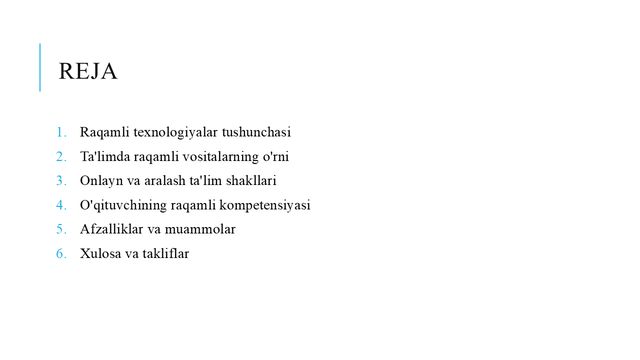 REJA
1. Raqamli texnologiyalar tushunchasi
2. Ta'limda raqamli vositalarning o'rni
3. Onlayn va aralash ta'lim shakllari
4. O'qituvchining raqamli kompetensiyasi
5. Afzalliklar va muammolar
6. Xulosa va takliflar